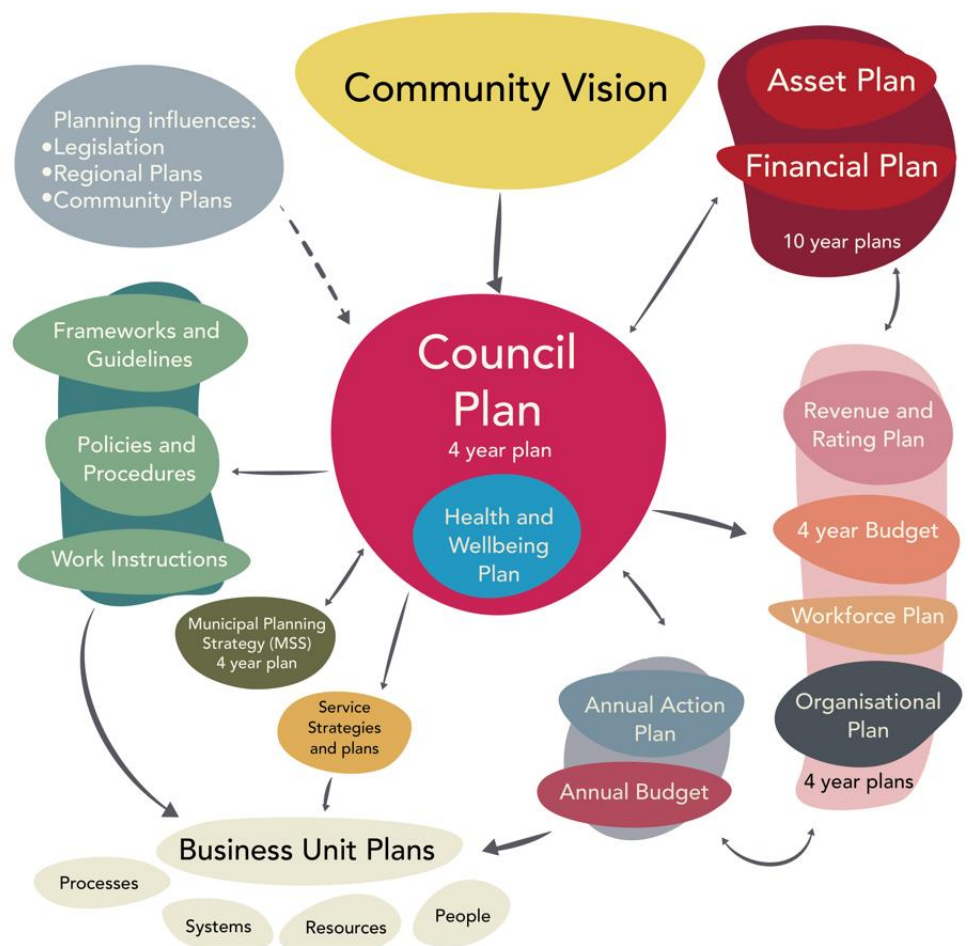 Community Vision
Asset Plan
Financial Plan
10 year plans
Planning influences:
•Legislation
•Regional Plans
•Community Plans
Frameworks and
Guidelines
Policies and
Procedures
Work Instructions
Council
Plan
4 year plan
Health and
Wellbeing
Plan
Revenue and
Rating Plan
4 year Budget
Workforce Plan
Organisational
Plan
4 year plans
Municipal Planning
Strategy (MSS)
4 year plan
Service
Strategies
and plans
Annual Action
Plan
Annual Budget
Business Unit Plans
Processes
Systems
Resources
People